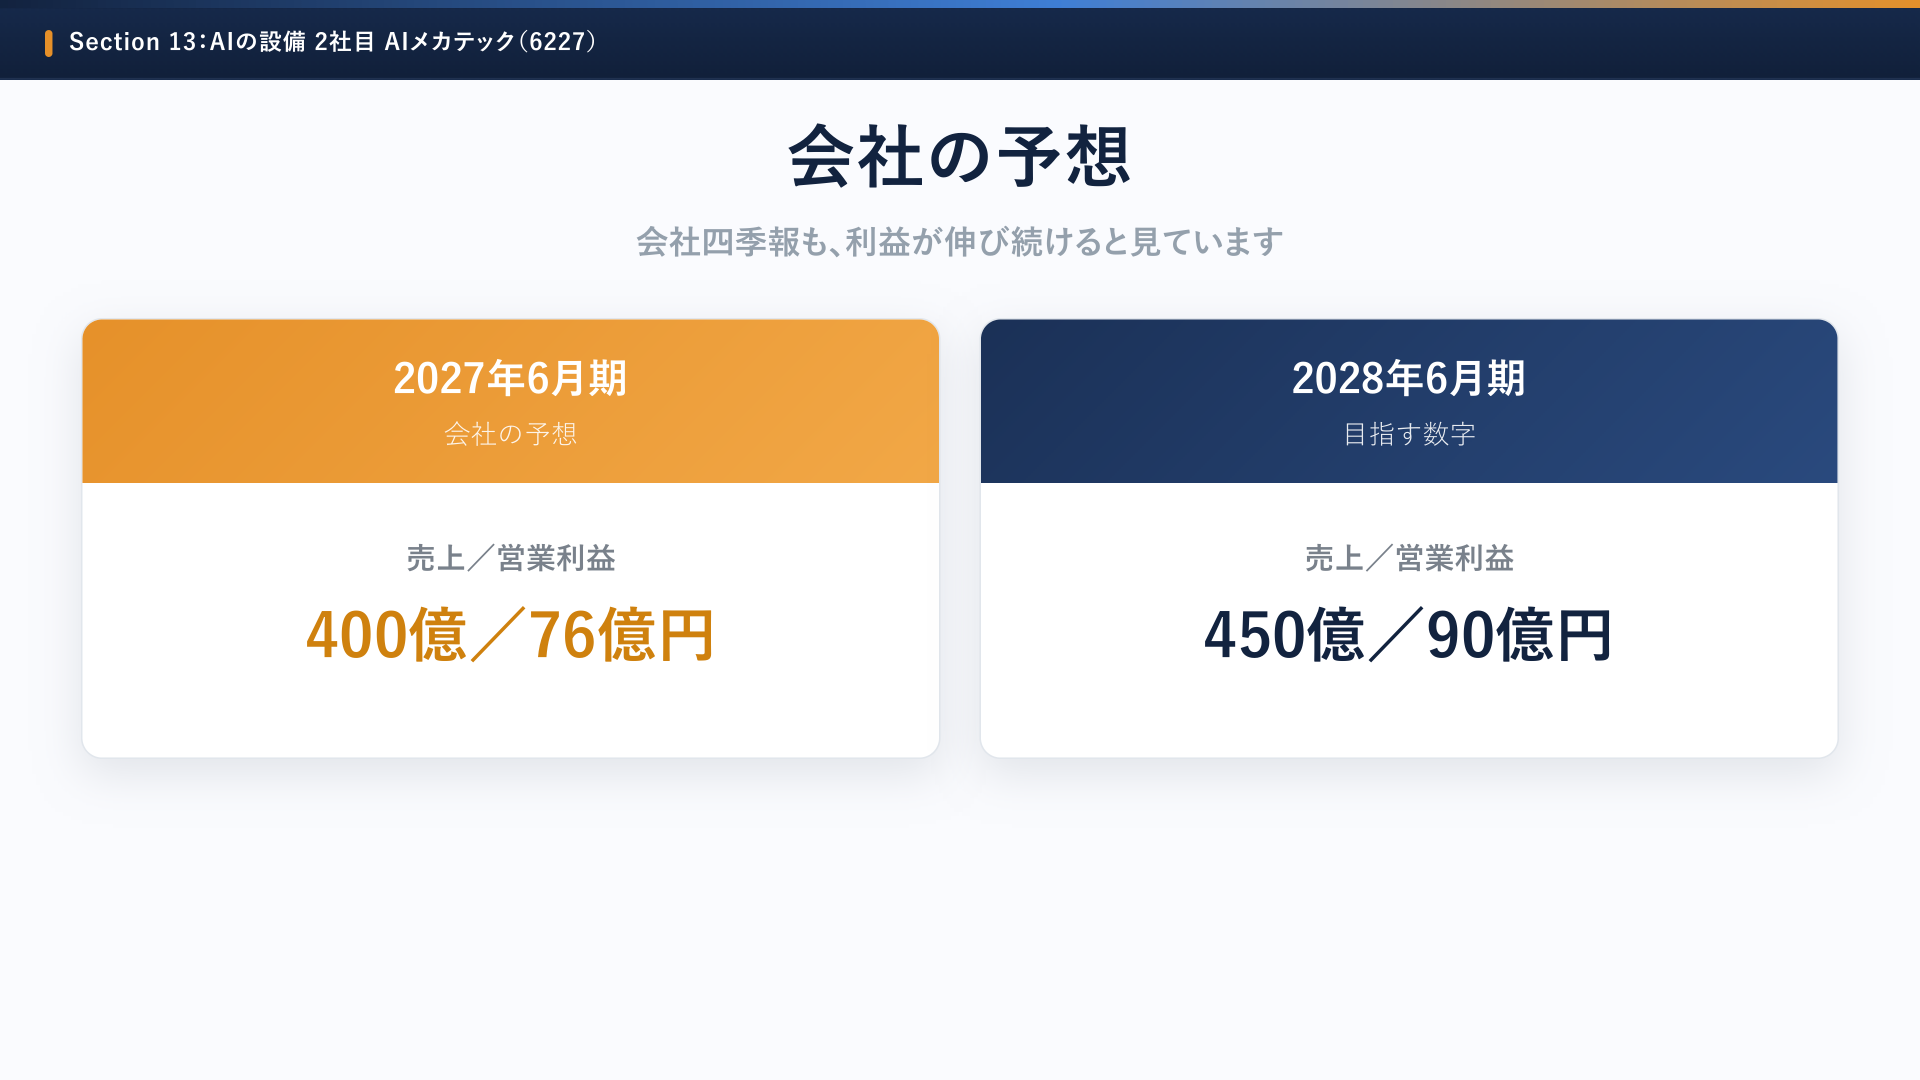 Section 13：AIの設備 2社目 AIメカテック（6227）
会社の予想
会社四季報も、利益が伸び続けると見ています
2027年6月期
会社の予想
売上／営業利益
400億／76億円
2028年6月期
目指す数字
売上／営業利益
450億／90億円